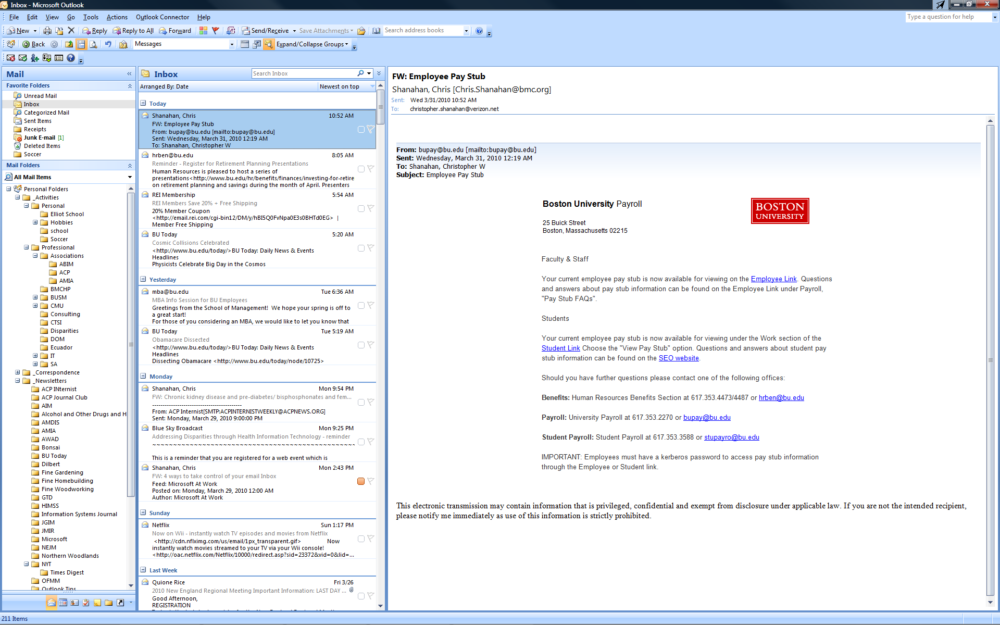 Inbox - Microsoft Outlook
File Edit View Go Tools Actions Outlook Connector Help
Type a question for help
New Reply Reply to All Forward Send/Receive Save Attachments Search address books
Back Messages Expand/Collapse Groups
Mail
Favorite Folders
Unread Mail
Inbox
Categorized Mail
Sent Items
Receipts
Junk E-mail [1]
Deleted Items
Soccer
Mail Folders
All Mail Items
Personal Folders
_Activities
Personal
Elliot School
Hobbies
school
Soccer
Professional
Associations
ABIM
ACP
AMIA
BMCHP
BUSM
CMU
Consulting
CTSI
Disparities
DOM
Ecuador
IT
SA
_Correspondence
_Newsletters
ACP INternist
ACP Journal Club
AIM
Alcohol and Other Drugs and H
AMDIS
AMIA
AWAD
Bonsai
BU Today
Dilbert
Fine Gardening
Fine Homebuilding
Fine Woodworking
GTD
HIMSS
Information Systems Journal
JGIM
JMIR
Microsoft
NEJM
Northern Woodlands
NYT
Times Digest
OFMM
Outlook Tips
211 Items
Inbox
Search Inbox
Arranged By: Date Newest on top
Today
Shanahan, Chris 10:52 AM
FW: Employee Pay Stub
From: bupay@bu.edu [mailto:bupay@bu.edu]
Sent: Wednesday, March 31, 2010 12:19 AM
To: Shanahan, Christopher W
hrben@bu.edu 8:05 AM
Reminder - Register for Retirement Planning Presentations
Human Resources is pleased to host a series of
presentations<http://www.bu.edu/hr/benefits/finances/investing-for-retire
on retirement planning and savings during the month of April. Presenters
REI Membership 5:54 AM
REI Members Save 20% + Free Shipping
20% Member Coupon
<http://email.rei.com/cgi-bin12/DM/y/hBI5Q0FvNpa0E3s0BHTd0EG> |
Member Free Shipping
BU Today 5:20 AM
Cosmic Collisions Celebrated
<http://www.bu.edu/today/>BU Today: Daily News & Events
Headlines
Physicists Celebrate Big Day in the Cosmos
Yesterday
mba@bu.edu Tue 6:36 AM
MBA Info Session for BU Employees
Greetings from the School of Management! We hope your spring is off to
a great start!
For those of you considering an MBA, we would like to let you know that
BU Today Tue 5:19 AM
Obamacare Dissected
<http://www.bu.edu/today/>BU Today: Daily News & Events
Headlines
Dissecting Obamacare <http://www.bu.edu/today/node/10725>
Monday
Shanahan, Chris Mon 9:54 PM
FW: Chronic kidney disease and pre-diabetes/ bisphosphonates and fem...
-------------------------------------------
From: ACP Internist[SMTP:ACPINTERNISTWEEKLY@ACPNEWS.ORG]
Sent: Monday, March 29, 2010 9:00:00 PM
Blue Sky Broadcast Mon 9:25 PM
Addressing Disparities through Health Information Technology - reminder
~~~~~~~~~~~~~~~~~~~~~~~~~~~~~~~~~~~~~~~~~~~~~~~~~
This is a reminder that you are registered for a web event which is
Shanahan, Chris Mon 2:43 PM
FW: 4 ways to take control of your email Inbox
Feed: Microsoft At Work
Posted on: Monday, March 29, 2010 12:00 AM
Author: Microsoft At Work
Sunday
Netflix Sun 1:17 PM
Now on Wii - instantly watch TV episodes and movies from Netflix
<http://cdn.nflximg.com/us/email/1px_transparent.gif> Now
instantly watch movies streamed to your TV via your Wii console!
<http://oac.netflix.com/Netflix/10000/redirect.asp?sid=23372&vid=0&lid=...
Last Week
Quione Rice Fri 3/26
2010 New England Regional Meeting Important Information: LAST DAY ...
Good Afternoon,
REGISTRATION
FW: Employee Pay Stub
Shanahan, Chris [Chris.Shanahan@bmc.org]
Sent: Wed 3/31/2010 10:52 AM
To: christopher.shanahan@verizon.net
From: bupay@bu.edu [mailto:bupay@bu.edu]
Sent: Wednesday, March 31, 2010 12:19 AM
To: Shanahan, Christopher W
Subject: Employee Pay Stub
Boston University Payroll
BOSTON
UNIVERSITY
25 Buick Street
Boston, Massachusetts 02215
Faculty & Staff
Your current employee pay stub is now available for viewing on the Employee Link. Questions
and answers about pay stub information can be found on the Employee Link under Payroll,
"Pay Stub FAQs".
Students
Your current employee pay stub is now available for viewing under the Work section of the
Student Link Choose the "View Pay Stub" option. Questions and answers about student pay
stub information can be found on the SEO website.
Should you have further questions please contact one of the following offices:
Benefits: Human Resources Benefits Section at 617.353.4473/4487 or hrben@bu.edu
Payroll: University Payroll at 617.353.2270 or bupay@bu.edu
Student Payroll: Student Payroll at 617.353.3588 or stupayro@bu.edu
IMPORTANT: Employees must have a kerberos password to access pay stub information
through the Employee or Student link.
This electronic transmission may contain information that is privileged, confidential and exempt from disclosure under applicable law. If you are not the intended recipient,
please notify me immediately as use of this information is strictly prohibited.